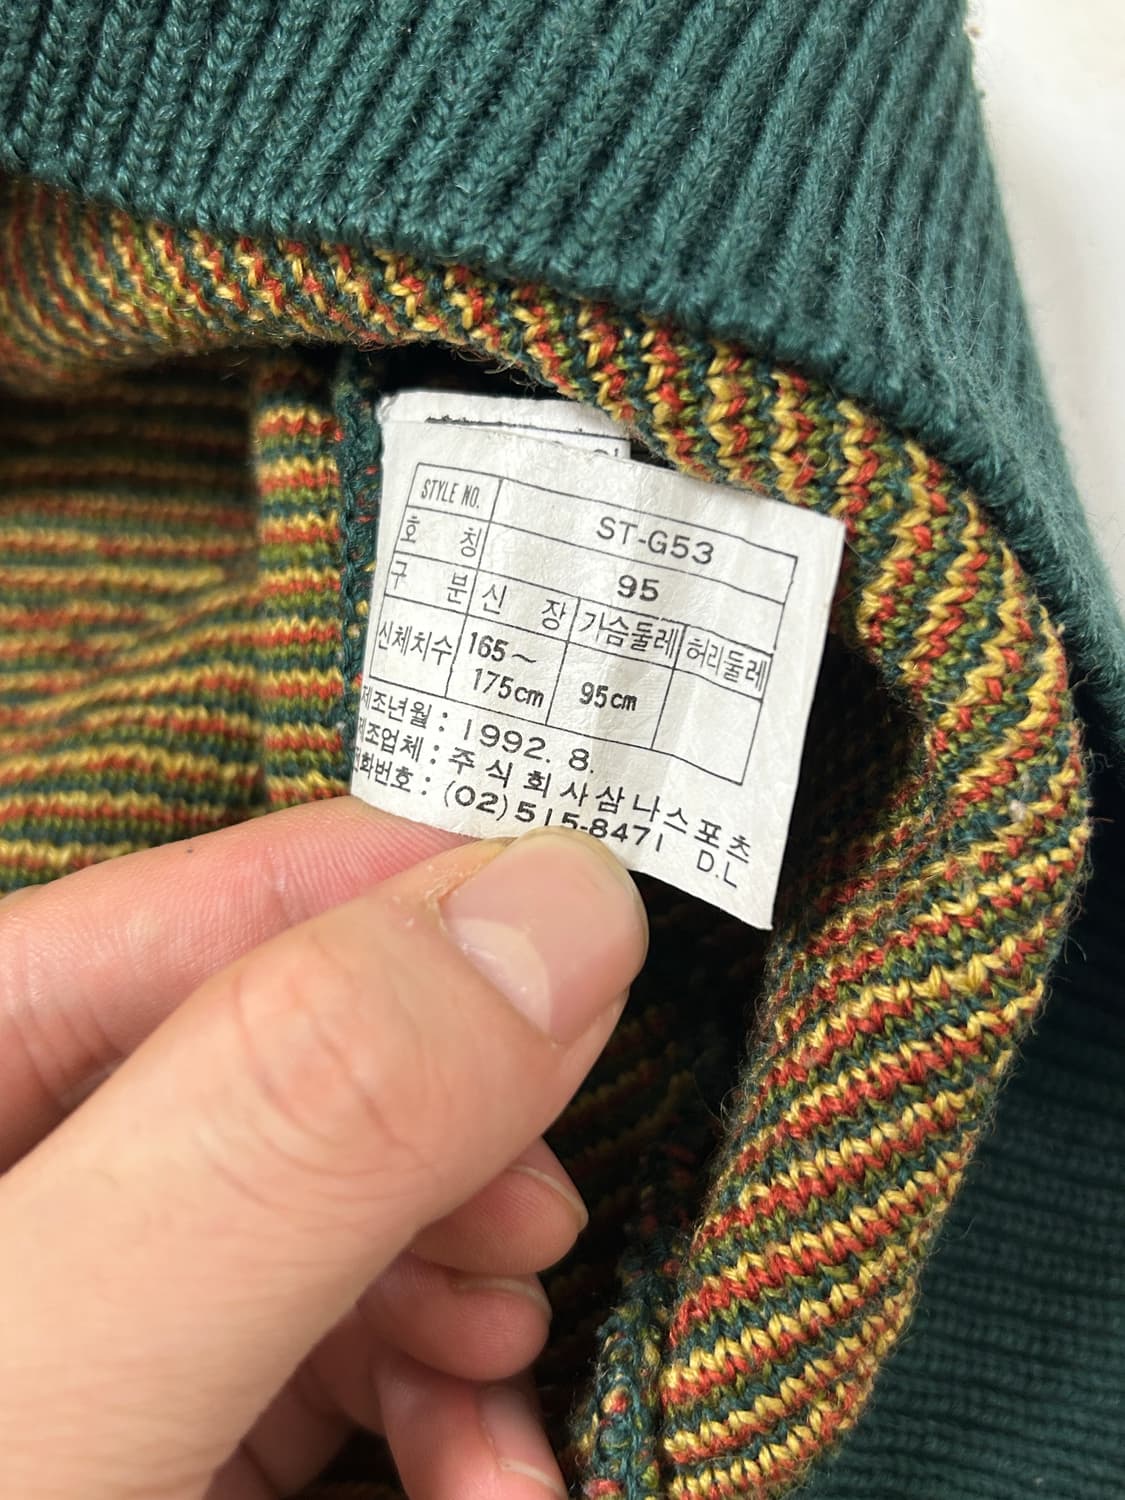 STYLE NO. ST-G53
호 칭 95
구 분 신 장 가슴둘레 허리둘레
신체치수 165~ 175cm 95cm
제조년월 : 1992. 8.
제조업체 : 주식회사삼나스포츠
전화번호 : (02)515-8471 D.L